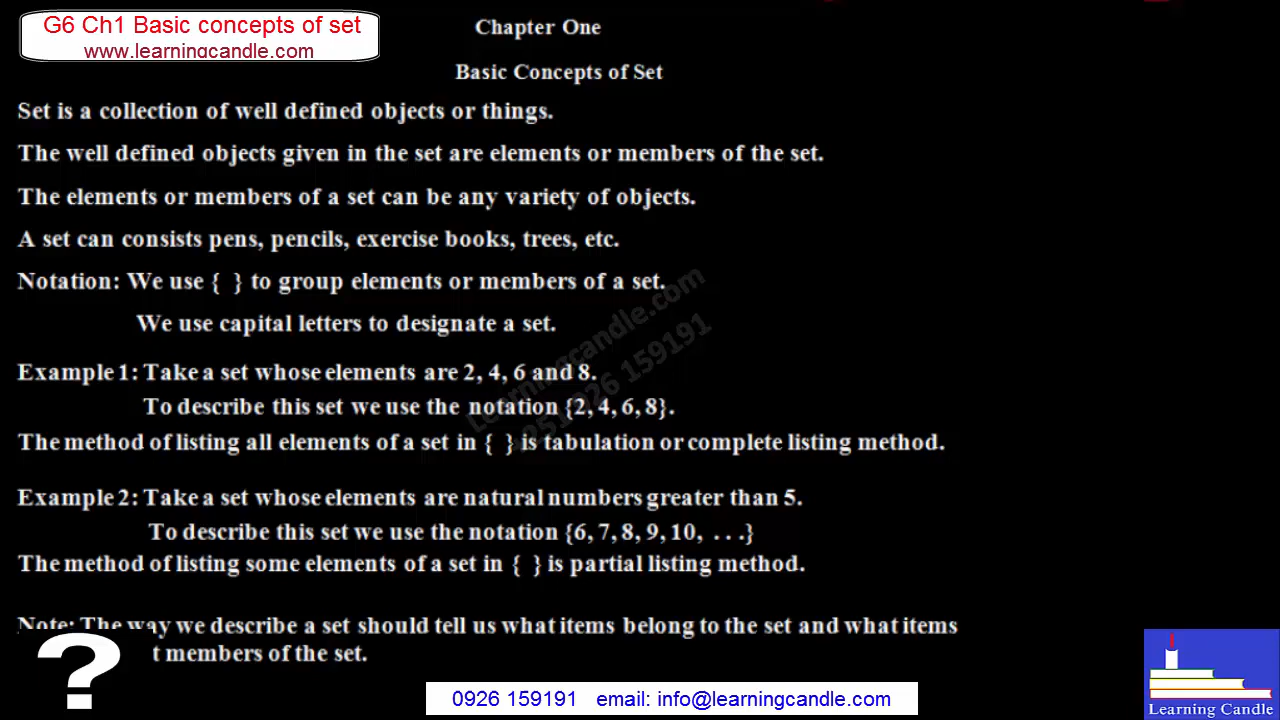 G6 Ch1 Basic concepts of set
www.learningcandle.com
Chapter One
Basic Concepts of Set
Set is a collection of well defined objects or things.
The well defined objects given in the set are elements or members of the set.
The elements or members of a set can be any variety of objects.
A set can consists pens, pencils, exercise books, trees, etc.
Notation: We use { } to group elements or members of a set.
We use capital letters to designate a set.
Example 1: Take a set whose elements are 2, 4, 6 and 8.
To describe this set we use the notation {2, 4, 6, 8}.
The method of listing all elements of a set in { } is tabulation or complete listing method.
Example 2: Take a set whose elements are natural numbers greater than 5.
To describe this set we use the notation {6, 7, 8, 9, 10, . . .}
The method of listing some elements of a set in { } is partial listing method.
Note: The way we describe a set should tell us what items belong to the set and what items
t members of the set.
?
0926 159191 email: info@learningcandle.com
Learning Candle
Learningcandle.com
251 926 159191